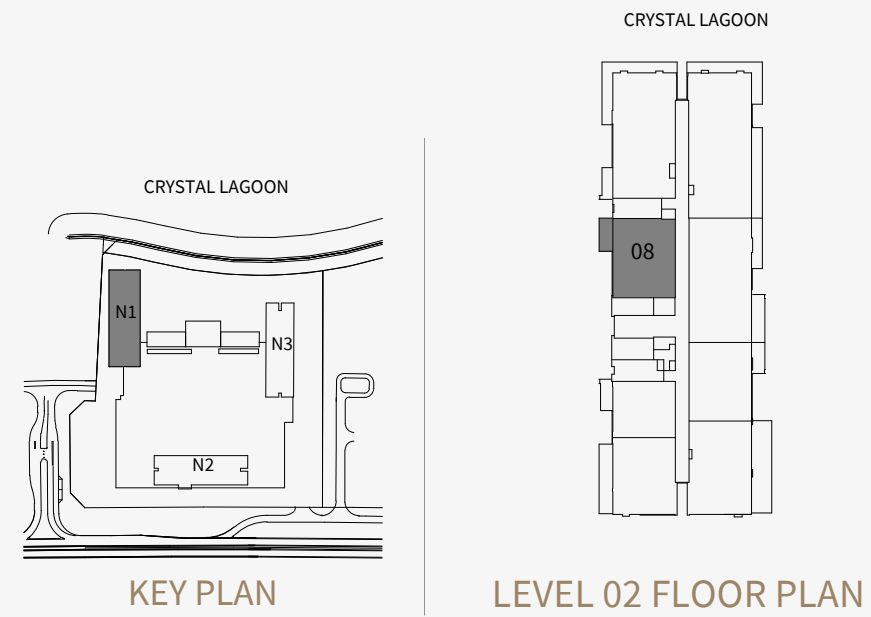 CRYSTAL LAGOON
N1
N3
N2
KEY PLAN
CRYSTAL LAGOON
08
LEVEL 02 FLOOR PLAN